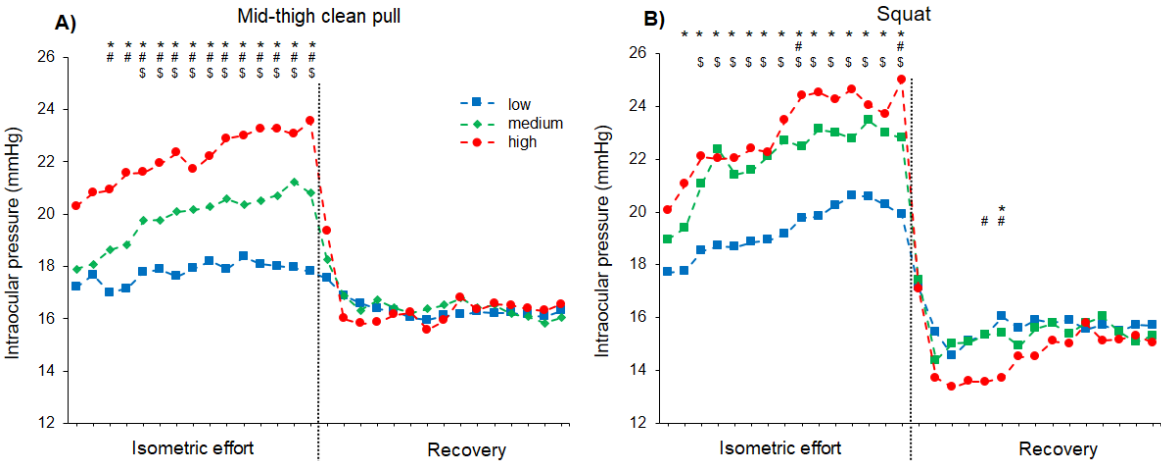 A)
Mid-thigh clean pull
* * * * * * * * * * * * *
# # # # # # # # # # # # #
$ $ $ $ $ $ $ $ $ $ $
Intraocular pressure (mmHg)
26
24
22
20
18
16
14
12
low
medium
high
Isometric effort
Recovery
B)
Squat
* * * * * * * * * * * * * *
# #
$ $ $ $ $ $ $ $ $ $ $ $ $
*
# #
Intraocular pressure (mmHg)
26
24
22
20
18
16
14
12
Isometric effort
Recovery